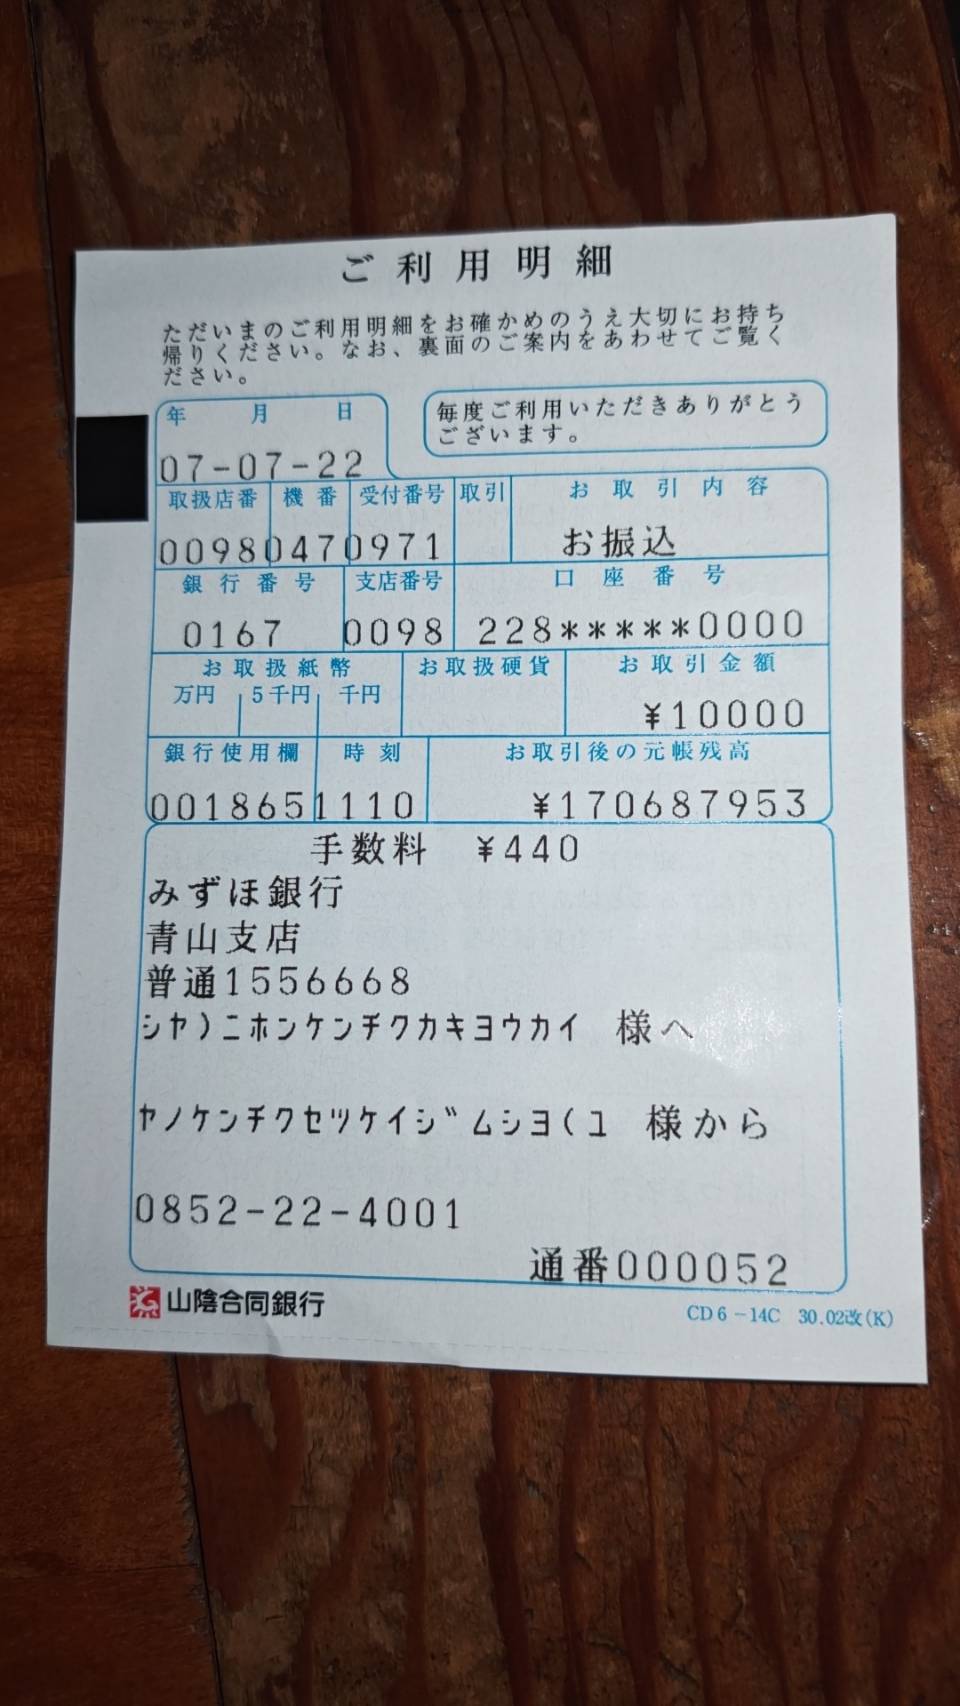 ご利用明細
ただいまのご利用明細をお確かめのうえ大切にお持ち
帰りください。なお、裏面のご案内をあわせてご覧く
ださい。
年 月 日
毎度ご利用いただきありがとう
ございます。
07-07-22
取扱店番 機番 受付番号 取引 お取引内容
0098 047 0971 お振込
銀行番号 支店番号 口座番号
0167 0098 228*****0000
お取扱紙幣 お取扱硬貨 お取引金額
万円 5千円 千円
¥10000
銀行使用欄 時刻 お取引後の元帳残高
001865 1110 ¥170687953
手数料 ¥440
みずほ銀行
青山支店
普通1556668
シヤ)ニホンケンチクカキヨウカイ 様へ
ヤノケンチクセツケイジムシヨ(ユ 様から
0852-22-4001
通番000052
山陰合同銀行
CD6-14C 30.02改(K)